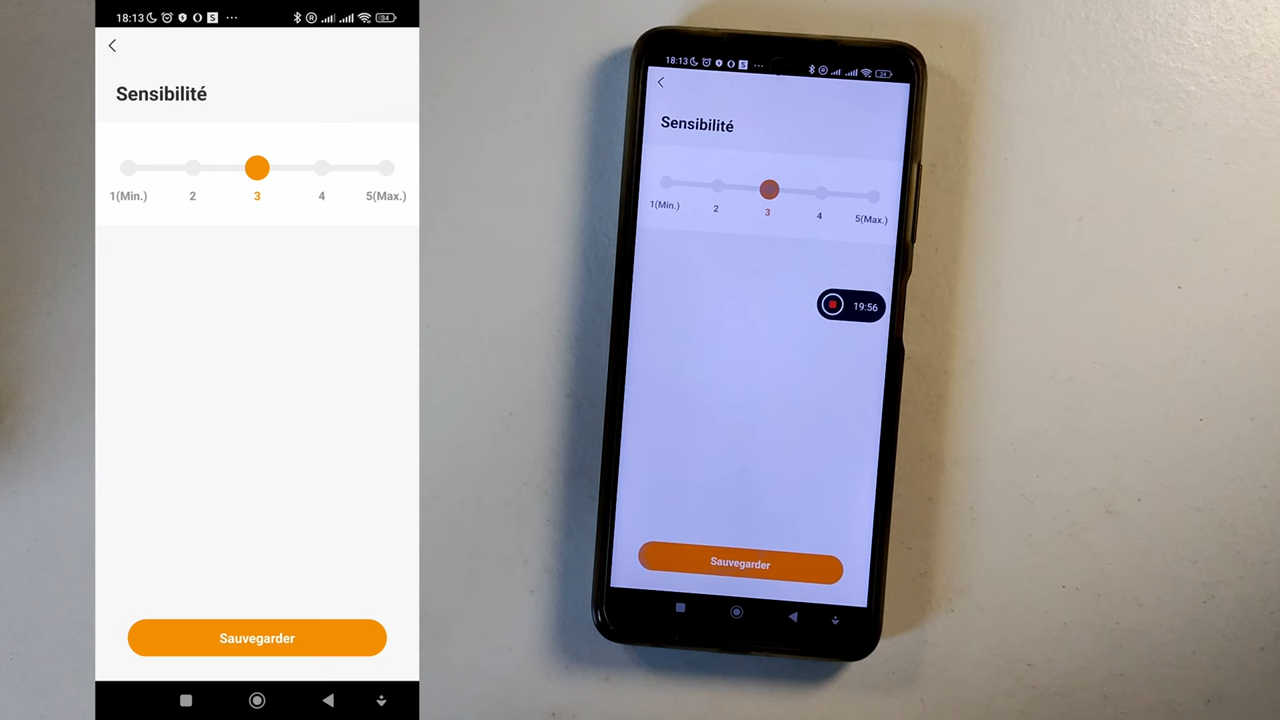 18:13
34
Sensibilité
1(Min.) 2 3 4 5(Max.)
Sauvegarder
18:13
Sensibilité
1(Min.) 2 3 4 5(Max.)
19:56
Sauvegarder